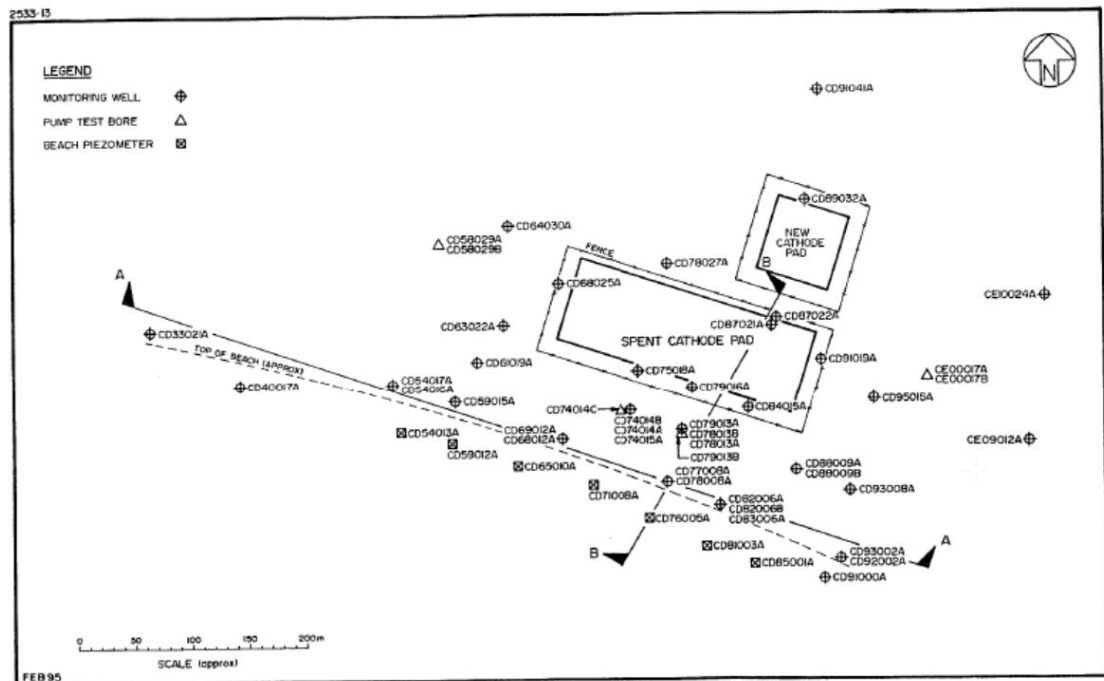 2533-13
LEGEND
MONITORING WELL
PUMP TEST BORE
BEACH PIEZOMETER
N
CD91041A
CD89032A
NEW
CATHODE
PAD
B
CD64030A
CD58029A
CD58029B
FENCE
CD78027A
A
CD68025A
CE10024A
CD87022A
CD87021A
CD33021A
CD63022A
SPENT CATHODE PAD
TOP OF BEACH (APPROX)
CD61019A
CD91019A
CD75018A
CE00017A
CE00017B
CD40017A
CD54017A
CD54016A
CD79016A
CD95015A
CD59015A
CD84015A
CD74014C
CD74014B
CD74014A
CD74015A
CD79013A
CD78013B
CD78013A
CD79013B
CD69012A
CD68012A
CD54013A
CE09012A
CD59012A
CD65010A
CD88009A
CD88009B
CD77008A
CD78008A
CD71008A
CD93008A
CD82006A
CD82006B
CD83006A
CD76005A
CD81003A
B
A
CD93002A
CD92002A
CD85001A
CD91000A
0 50 100 150 200m
SCALE (approx)
FEB 95